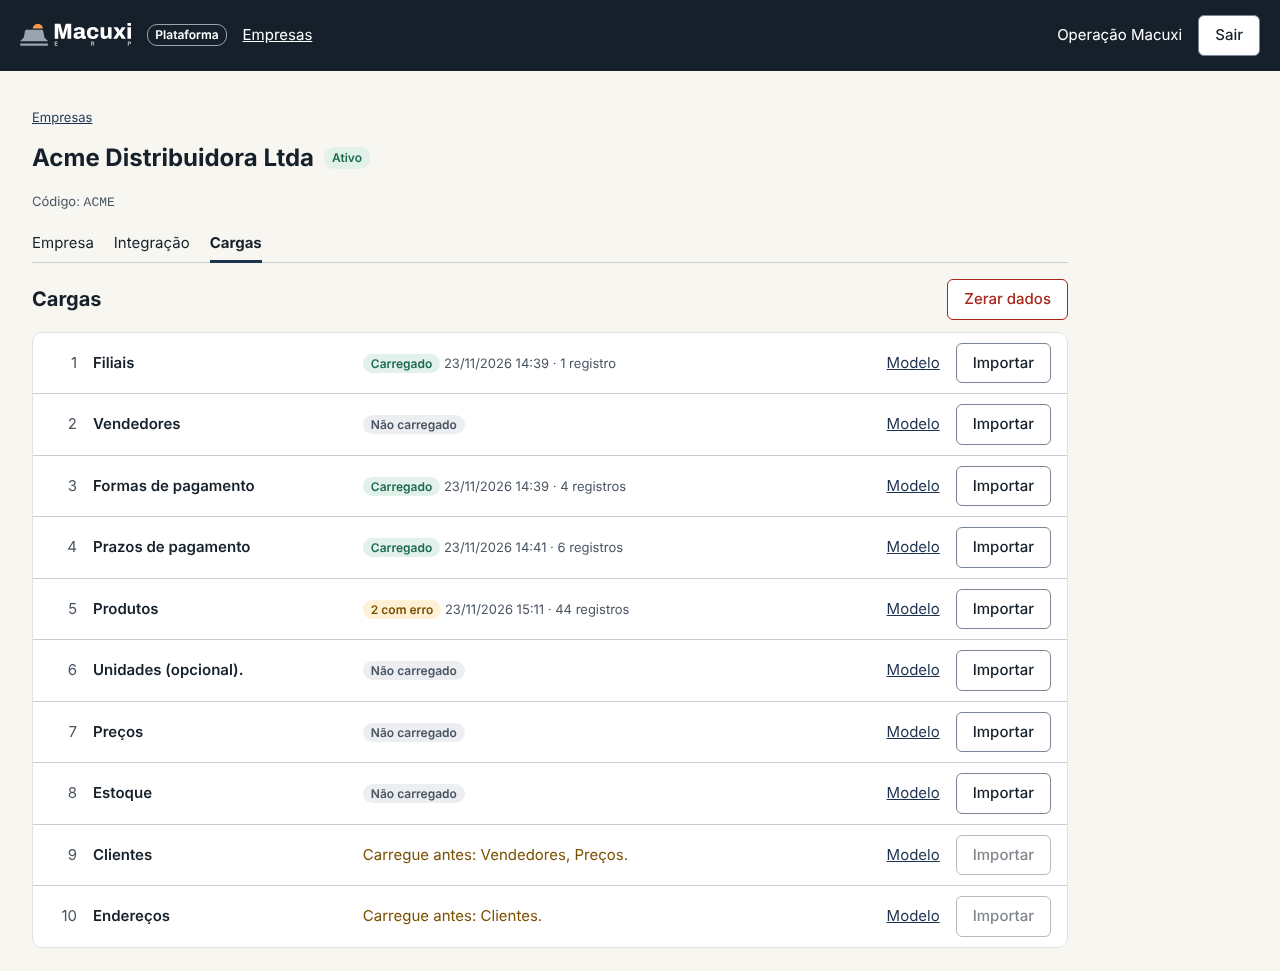 Macuxi
E R P
Plataforma
Empresas
Operação Macuxi
Sair
Empresas
Acme Distribuidora Ltda
Ativo
Código: ACME
Empresa
Integração
Cargas
Cargas
Zerar dados
1 Filiais Carregado 23/11/2026 14:39 · 1 registro Modelo Importar
2 Vendedores Não carregado Modelo Importar
3 Formas de pagamento Carregado 23/11/2026 14:39 · 4 registros Modelo Importar
4 Prazos de pagamento Carregado 23/11/2026 14:41 · 6 registros Modelo Importar
5 Produtos 2 com erro 23/11/2026 15:11 · 44 registros Modelo Importar
6 Unidades (opcional). Não carregado Modelo Importar
7 Preços Não carregado Modelo Importar
8 Estoque Não carregado Modelo Importar
9 Clientes Carregue antes: Vendedores, Preços. Modelo Importar
10 Endereços Carregue antes: Clientes. Modelo Importar